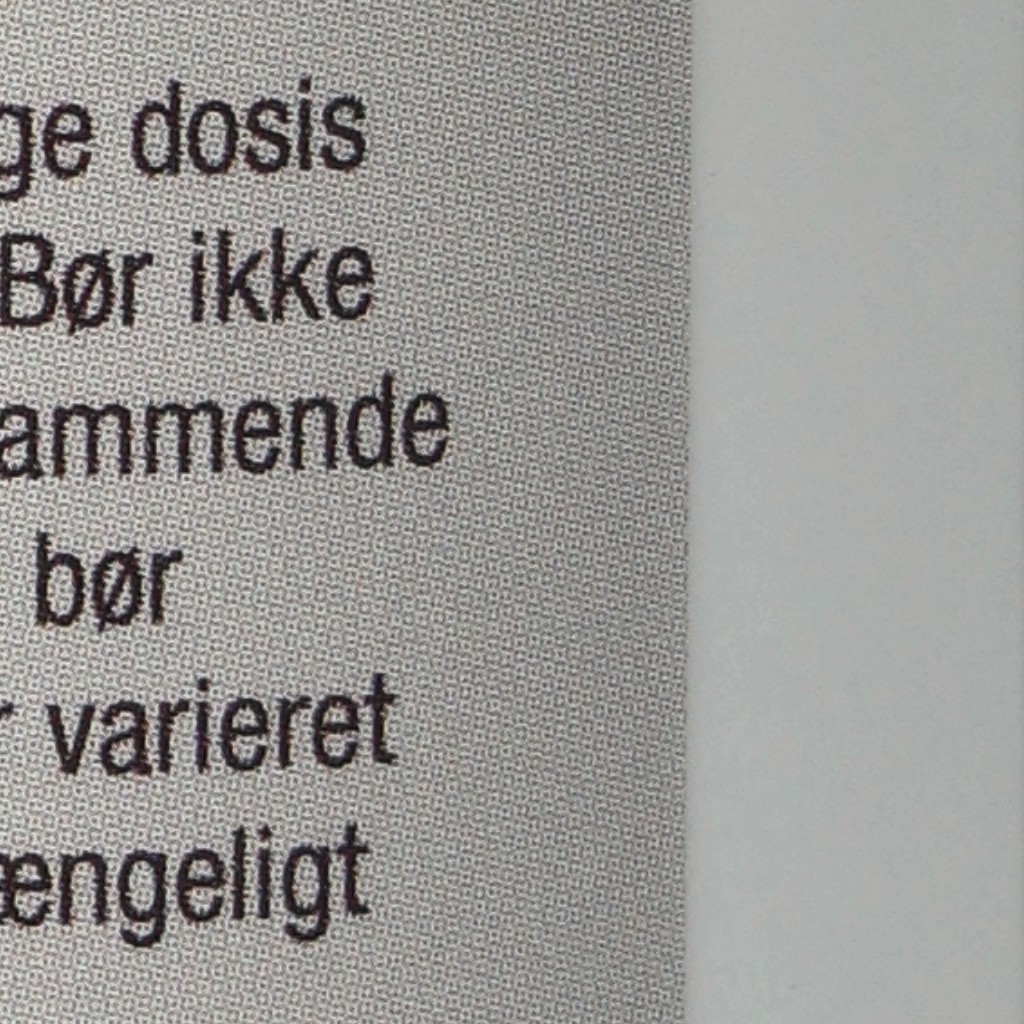 ge dosis
Bør ikke
ammende
bør
r varieret
ængeligt